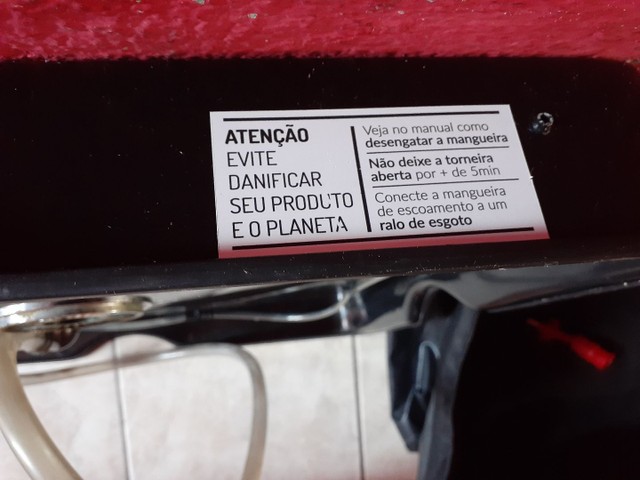 ATENÇÃO
EVITE
DANIFICAR
SEU PRODUTO
E O PLANETA
Veja no manual como
desengatar a mangueira
Não deixe a torneira
aberta por + de 5min
Conecte a mangueira
de escoamento a um
ralo de esgoto